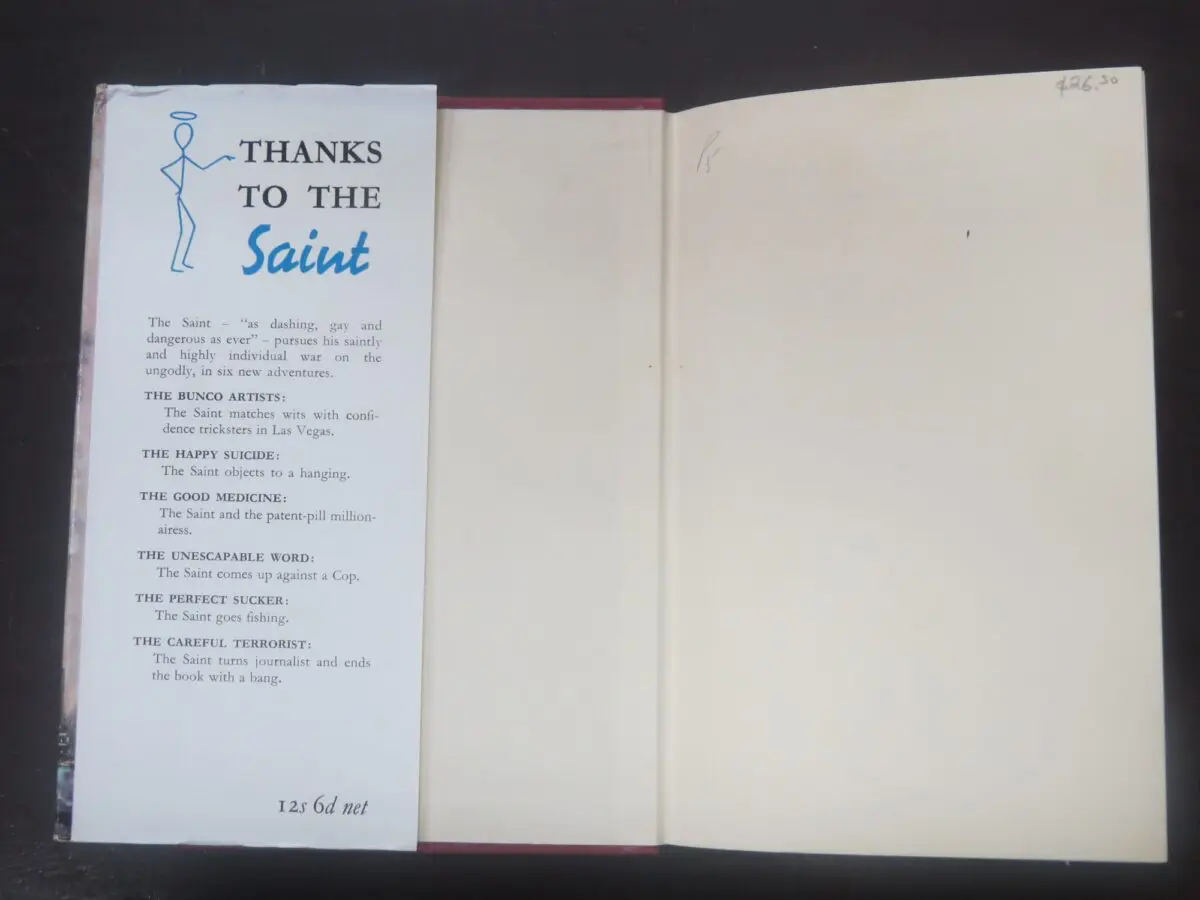 THANKS
TO THE
Saint
The Saint – "as dashing, gay and
dangerous as ever" – pursues his saintly
and highly individual war on the
ungodly, in six new adventures.
THE BUNCO ARTISTS:
The Saint matches wits with confi-
dence tricksters in Las Vegas.
THE HAPPY SUICIDE:
The Saint objects to a hanging.
THE GOOD MEDICINE:
The Saint and the patent-pill million-
airess.
THE UNESCAPABLE WORD:
The Saint comes up against a Cop.
THE PERFECT SUCKER:
The Saint goes fishing.
THE CAREFUL TERRORIST:
The Saint turns journalist and ends
the book with a bang.
12s 6d net
$26.50